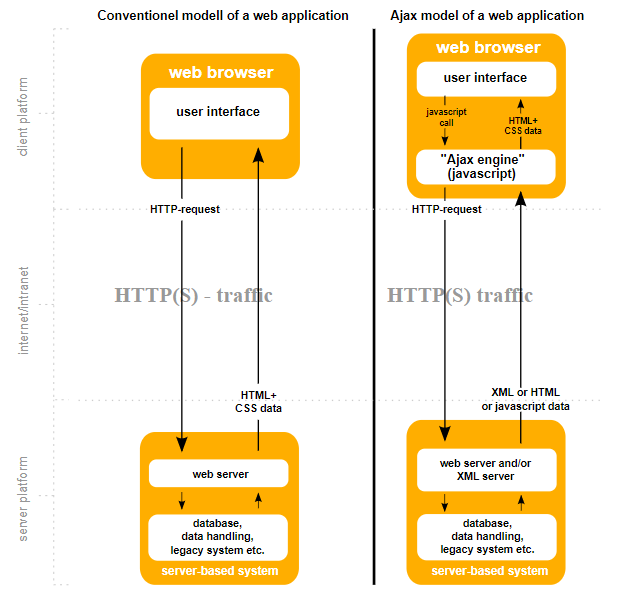 Conventionel modell of a web application
web browser
user interface
HTTP-request
HTTP(S) - traffic
HTML+
CSS data
web server
database,
data handling,
legacy system etc.
server-based system
Ajax model of a web application
web browser
user interface
javascript
call
HTML+
CSS data
"Ajax engine"
(javascript)
HTTP-request
HTTP(S) traffic
XML or HTML
or javascript data
web server and/or
XML server
database,
data handling,
legacy system etc.
server-based system
client platform
internet/intranet
server platform